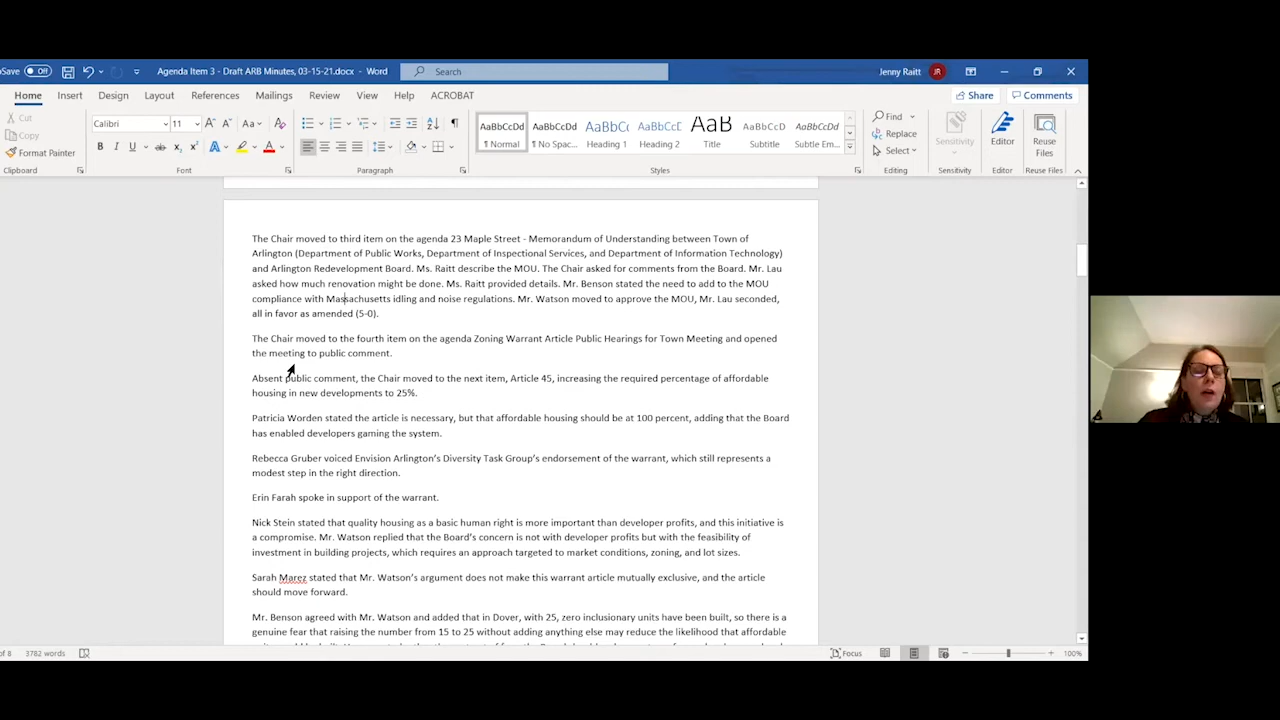 Save Off Agenda Item 3 - Draft ARB Minutes, 03-15-21.docx - Word Search Jenny Raitt JR
Home Insert Design Layout References Mailings Review View Help ACROBAT Share Comments
Cut
Copy
Format Painter
Clipboard
Calibri 11 A A Aa A
B I U ab x₂ x² A A
Font
Paragraph
AaBbCcDd AaBbCcDd AaBbCc AaBbCcD AaB AaBbCcD AaBbCcDd
¶ Normal ¶ No Spac... Heading 1 Heading 2 Title Subtitle Subtle Em...
Styles
Find
Replace
Select
Editing
Sensitivity
Sensitivity
Editor
Editor
Reuse Files
Reuse Files
The Chair moved to third item on the agenda 23 Maple Street - Memorandum of Understanding between Town of
Arlington (Department of Public Works, Department of Inspectional Services, and Department of Information Technology)
and Arlington Redevelopment Board. Ms. Raitt describe the MOU. The Chair asked for comments from the Board. Mr. Lau
asked how much renovation might be done. Ms. Raitt provided details. Mr. Benson stated the need to add to the MOU
compliance with Massachusetts idling and noise regulations. Mr. Watson moved to approve the MOU, Mr. Lau seconded,
all in favor as amended (5-0).
The Chair moved to the fourth item on the agenda Zoning Warrant Article Public Hearings for Town Meeting and opened
the meeting to public comment.
Absent public comment, the Chair moved to the next item, Article 45, increasing the required percentage of affordable
housing in new developments to 25%.
Patricia Worden stated the article is necessary, but that affordable housing should be at 100 percent, adding that the Board
has enabled developers gaming the system.
Rebecca Gruber voiced Envision Arlington's Diversity Task Group's endorsement of the warrant, which still represents a
modest step in the right direction.
Erin Farah spoke in support of the warrant.
Nick Stein stated that quality housing as a basic human right is more important than developer profits, and this initiative is
a compromise. Mr. Watson replied that the Board's concern is not with developer profits but with the feasibility of
investment in building projects, which requires an approach targeted to market conditions, zoning, and lot sizes.
Sarah Marez stated that Mr. Watson's argument does not make this warrant article mutually exclusive, and the article
should move forward.
Mr. Benson agreed with Mr. Watson and added that in Dover, with 25, zero inclusionary units have been built, so there is a
genuine fear that raising the number from 15 to 25 without adding anything else may reduce the likelihood that affordable
of 8 3782 words Focus 100%